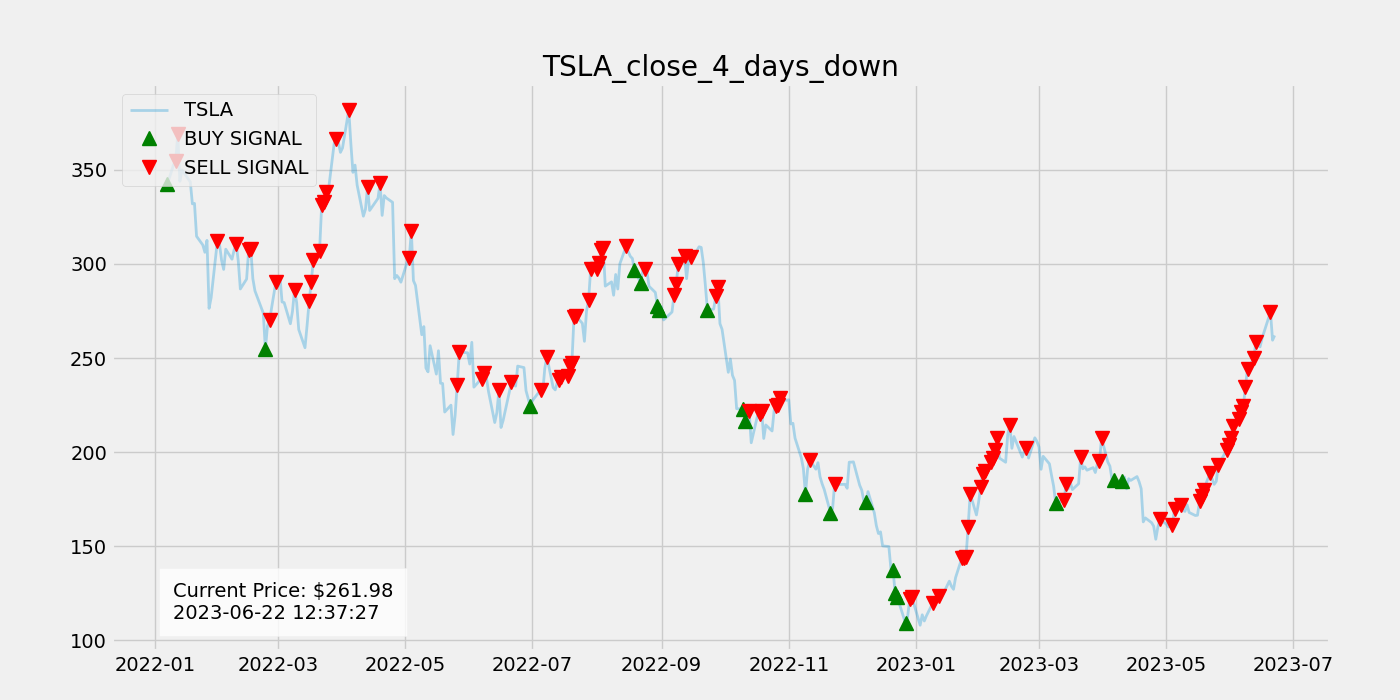 TSLA_close_4_days_down
TSLA
BUY SIGNAL
SELL SIGNAL
350
300
250
200
150
100
Current Price: $261.98
2023-06-22 12:37:27
2022-01 2022-03 2022-05 2022-07 2022-09 2022-11 2023-01 2023-03 2023-05 2023-07